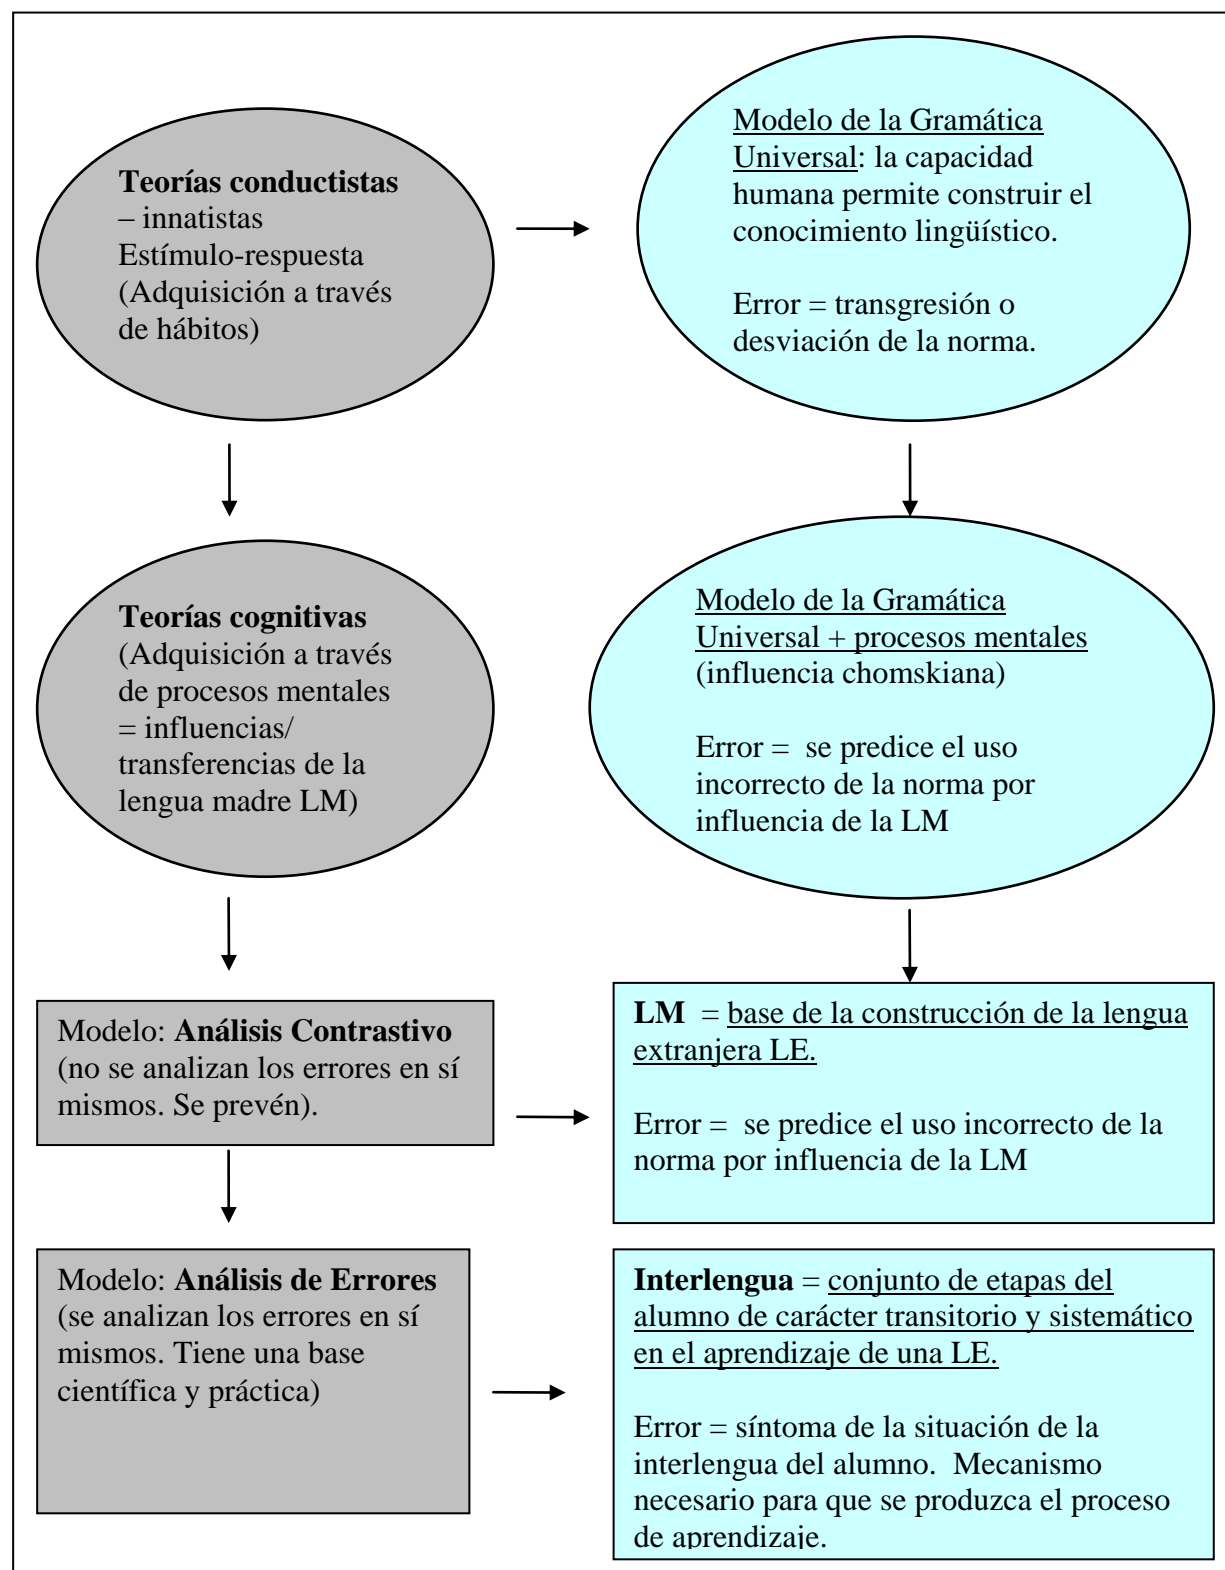 Teorías conductistas
– innatistas
Estímulo-respuesta
(Adquisición a través
de hábitos)
Modelo de la Gramática
Universal: la capacidad
humana permite construir el
conocimiento lingüístico.
Error = transgresión o
desviación de la norma.
Teorías cognitivas
(Adquisición a través
de procesos mentales
= influencias/
transferencias de la
lengua madre LM)
Modelo de la Gramática
Universal + procesos mentales
(influencia chomskiana)
Error =  se predice el uso
incorrecto de la norma por
influencia de la LM
Modelo: Análisis Contrastivo
(no se analizan los errores en sí
mismos. Se prevén).
LM  = base de la construcción de la lengua
extranjera LE.
Error =  se predice el uso incorrecto de la
norma por influencia de la LM
Modelo: Análisis de Errores
(se analizan los errores en sí
mismos. Tiene una base
científica y práctica)
Interlengua = conjunto de etapas del
alumno de carácter transitorio y sistemático
en el aprendizaje de una LE.
Error = síntoma de la situación de la
interlengua del alumno.  Mecanismo
necesario para que se produzca el proceso
de aprendizaje.